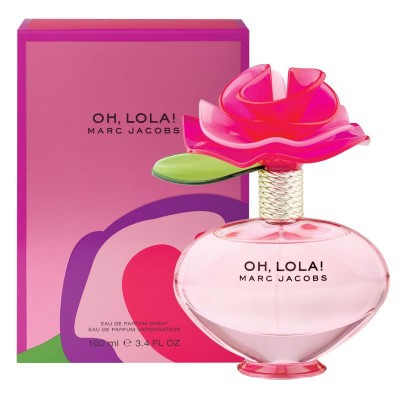 OH, LOLA!
MARC JACOBS
EAU DE PARFUM SPRAY
EAU DE PARFUM VAPORISATEUR
100 ml ℮ 3.4 FL OZ
OH, LOLA!
MARC JACOBS